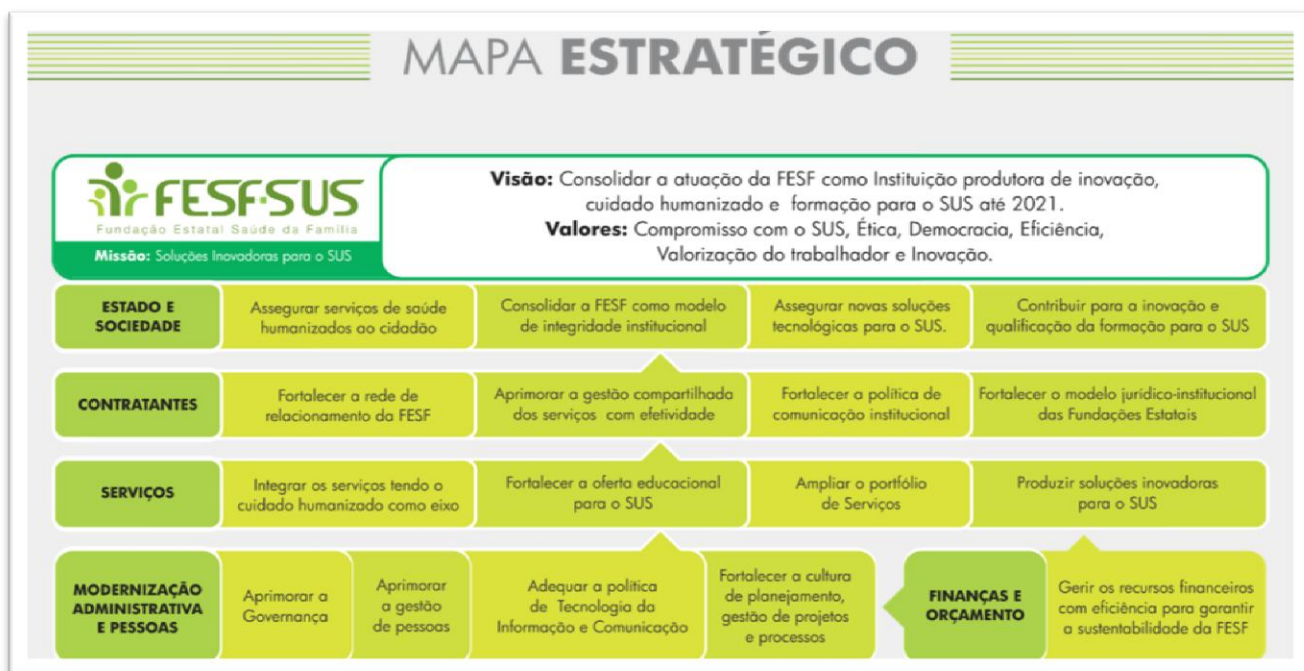 MAPA ESTRATÉGICO
FESF·SUS
Fundação Estatal Saúde da Família
Missão: Soluções Inovadoras para o SUS
Visão: Consolidar a atuação da FESF como Instituição produtora de inovação,
cuidado humanizado e formação para o SUS até 2021.
Valores: Compromisso com o SUS, Ética, Democracia, Eficiência,
Valorização do trabalhador e Inovação.
ESTADO E
SOCIEDADE
Assegurar serviços de saúde
humanizados ao cidadão
Consolidar a FESF como modelo
de integridade institucional
Assegurar novas soluções
tecnológicas para o SUS.
Contribuir para a inovação e
qualificação da formação para o SUS
CONTRATANTES
Fortalecer a rede de
relacionamento da FESF
Aprimorar a gestão compartilhada
dos serviços com efetividade
Fortalecer a política de
comunicação institucional
Fortalecer o modelo jurídico-institucional
das Fundações Estatais
SERVIÇOS
Integrar os serviços tendo o
cuidado humanizado como eixo
Fortalecer a oferta educacional
para o SUS
Ampliar o portfólio
de Serviços
Produzir soluções inovadoras
para o SUS
MODERNIZAÇÃO
ADMINISTRATIVA
E PESSOAS
Aprimorar a
Governança
Aprimorar
a gestão
de pessoas
Adequar a política
de Tecnologia da
Informação e Comunicação
Fortalecer a cultura
de planejamento,
gestão de projetos
e processos
FINANÇAS E
ORÇAMENTO
Gerir os recursos financeiros
com eficiência para garantir
a sustentabilidade da FESF